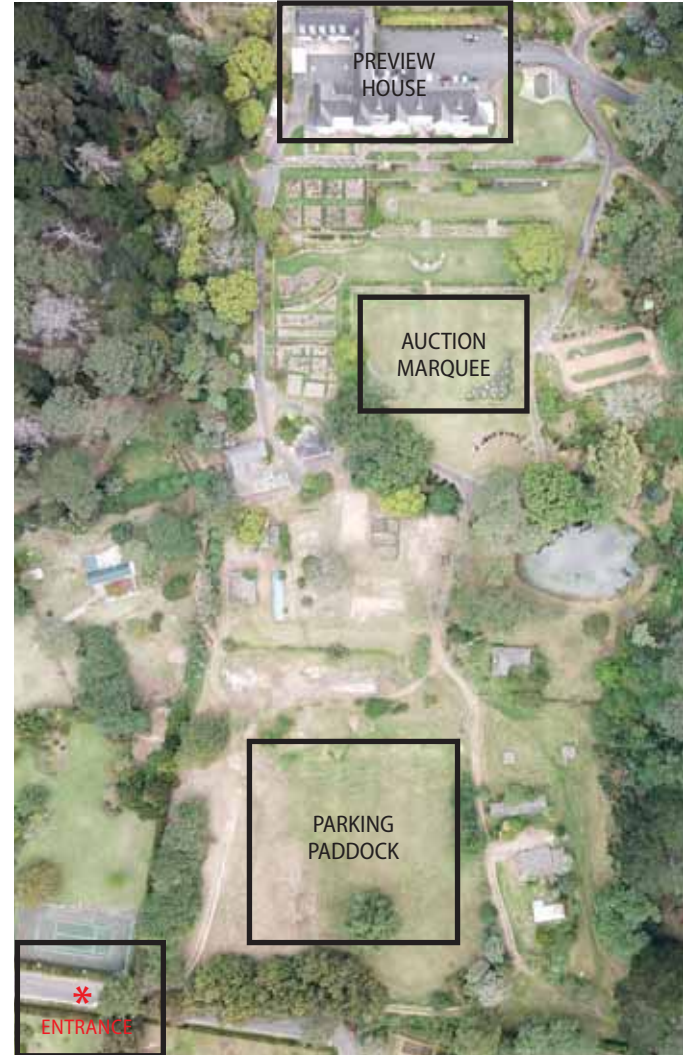 PREVIEW
HOUSE
AUCTION
MARQUEE
PARKING
PADDOCK
*
ENTRANCE